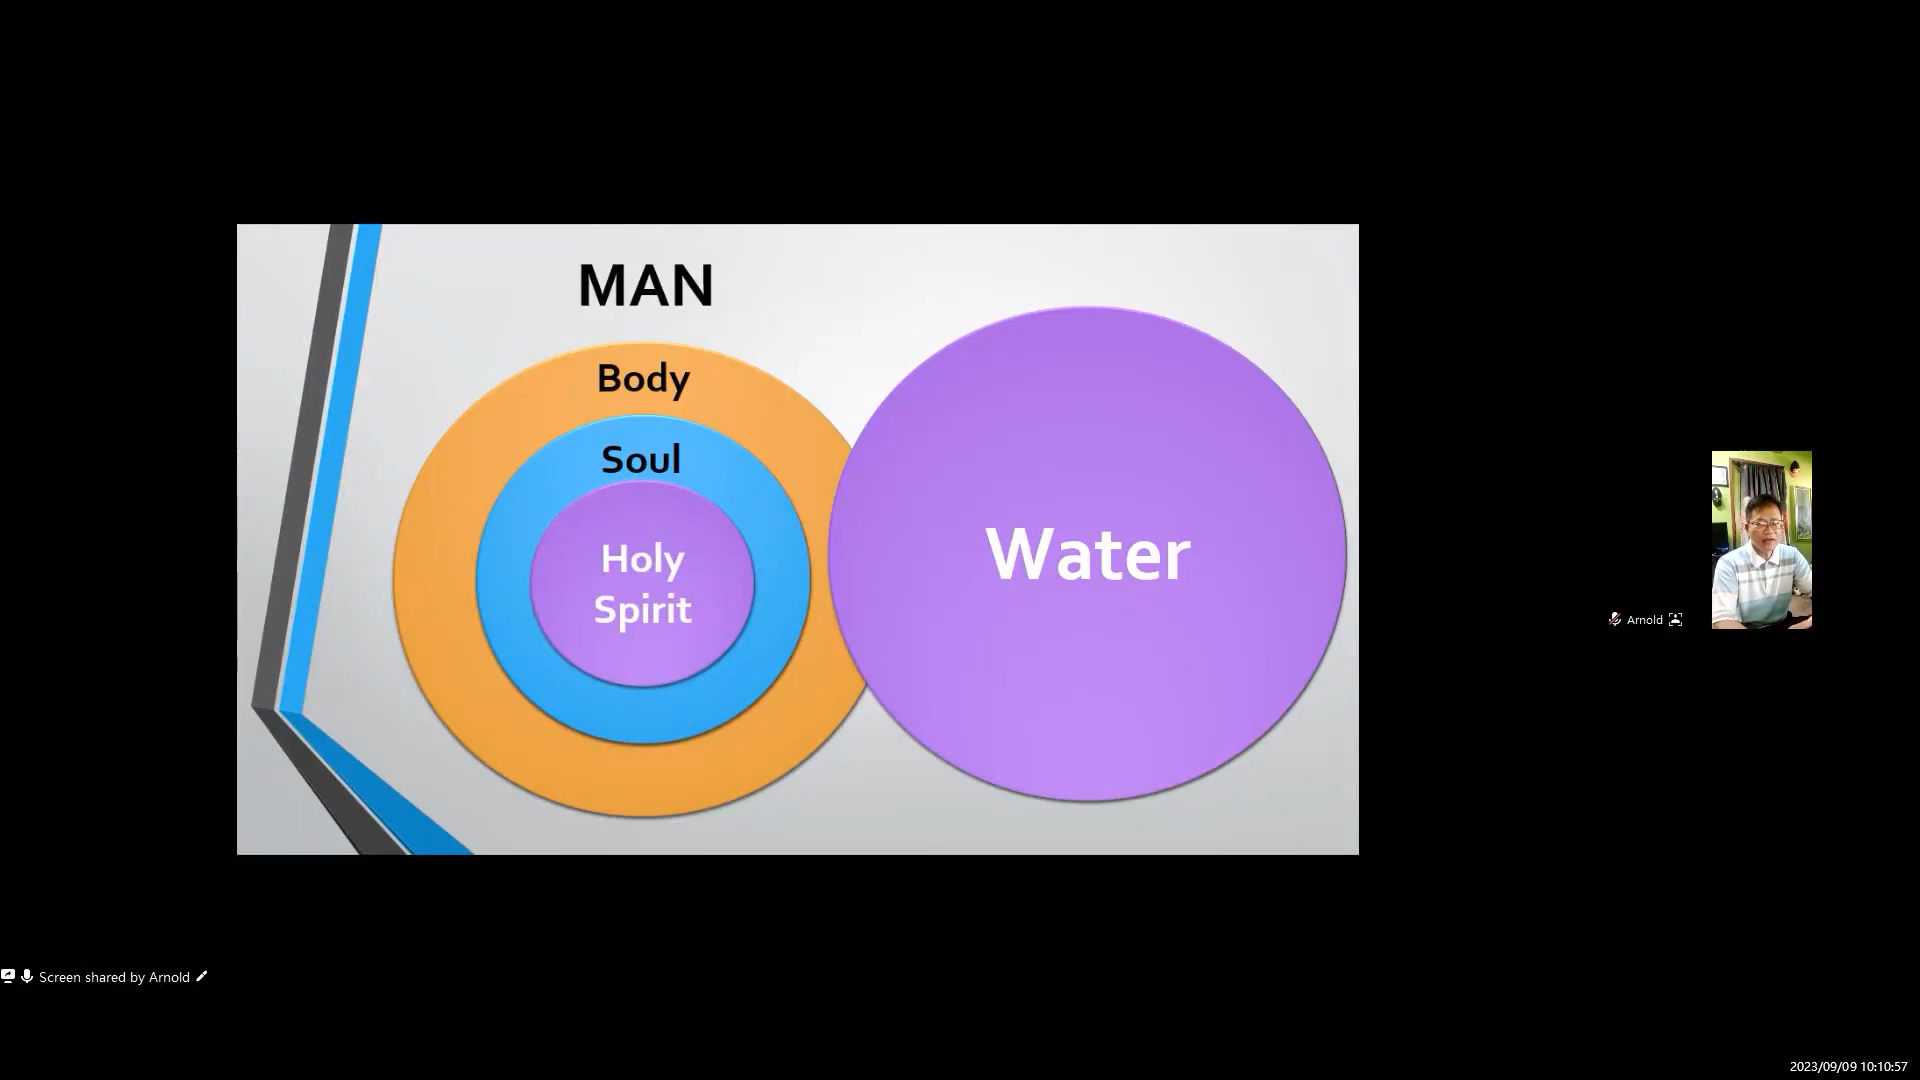 MAN
Body
Soul
Holy
Spirit
Water
Arnold
Screen shared by Arnold
2023/09/09 10:10:57